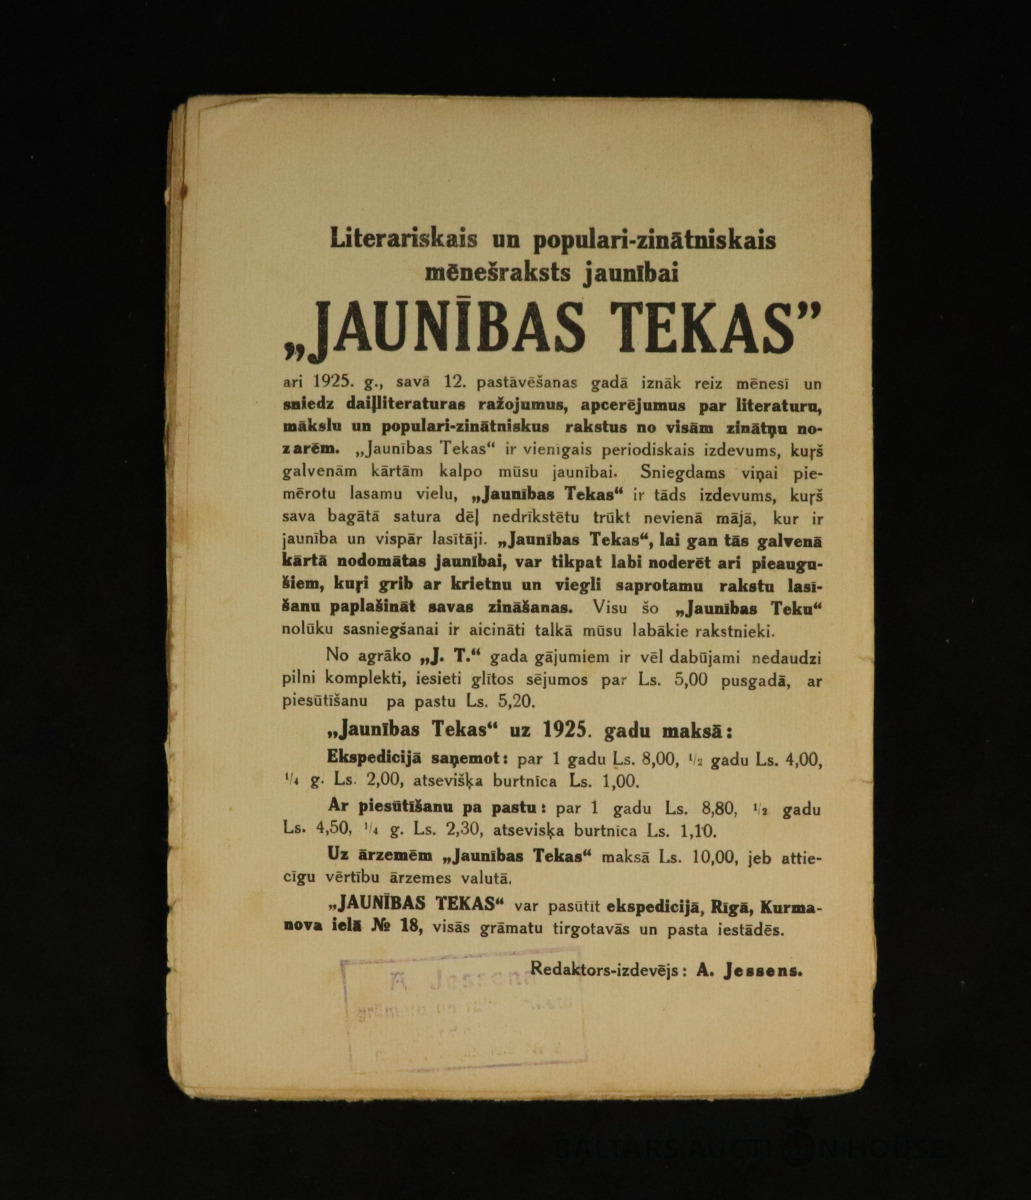 Literariskais un populari-zinātniskais
mēnešraksts jaunībai
„JAUNĪBAS TEKAS”
ari 1925. g., savā 12. pastāvēšanas gadā iznāk reiz mēnesī un
sniedz daiļliteraturas ražojumus, apcerējumus par literaturu,
mākslu un populari-zinātniskus rakstus no visām zinātņu no-
zarēm. „Jaunības Tekas“ ir vienīgais periodiskais izdevums, kuŗš
galvenām kārtām kalpo mūsu jaunībai. Sniegdams viņai pie-
mērotu lasamu vielu, „Jaunības Tekas“ ir tāds izdevums, kuŗš
sava bagātā satura dēļ nedrīkstētu trūkt nevienā mājā, kur ir
jaunība un vispār lasītāji. „Jaunības Tekas“, lai gan tās galvenā
kārtā nodomātas jaunībai, var tikpat labi noderēt ari pieaugu-
šiem, kuŗi grib ar krietnu un viegli saprotamu rakstu lasī-
šanu paplašināt savas zināšanas. Visu šo „Jaunības Teku“
nolūku sasniegšanai ir aicināti talkā mūsu labākie rakstnieki.
No agrāko „J. T.“ gada gājumiem ir vēl dabūjami nedaudzi
pilni komplekti, iesieti glītos sējumos par Ls. 5,00 pusgadā, ar
piesūtīšanu pa pastu Ls. 5,20.
„Jaunības Tekas“ uz 1925. gadu maksā:
Ekspedicijā saņemot: par 1 gadu Ls. 8,00, ½ gadu Ls. 4,00,
¼ g. Ls. 2,00, atsevišķa burtnīca Ls. 1,00.
Ar piesūtīšanu pa pastu: par 1 gadu Ls. 8,80, ½ gadu
Ls. 4,50, ¼ g. Ls. 2,30, atsevisķa burtnīca Ls. 1,10.
Uz ārzemēm „Jaunības Tekas“ maksā Ls. 10,00, jeb attie-
cīgu vērtību ārzemes valutā.
„JAUNĪBAS TEKAS“ var pasūtīt ekspedicijā, Rīgā, Kurma-
nova ielā № 18, visās grāmatu tirgotavās un pasta iestādēs.
Redaktors-izdevējs: A. Jessens.
A Jessens
BALTARS AUCTION HOUSE